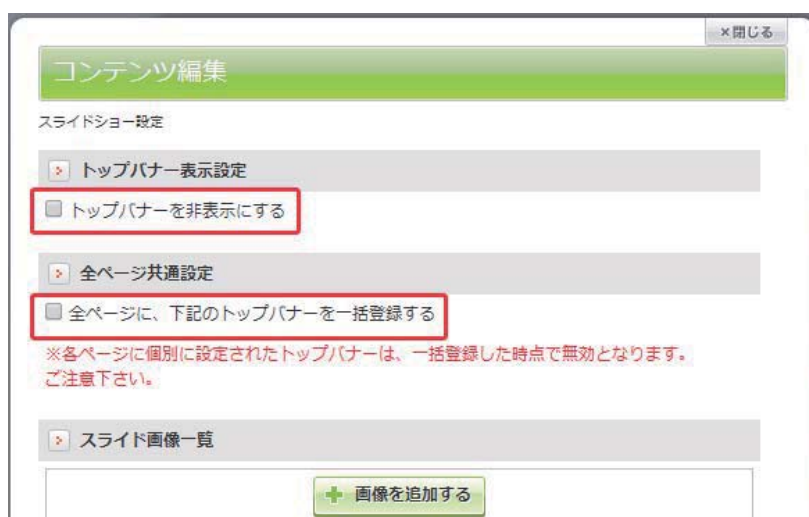 ×閉じる
コンテンツ編集
スライドショー設定
トップバナー表示設定
トップバナーを非表示にする
全ページ共通設定
全ページに、下記のトップバナーを一括登録する
※各ページに個別に設定されたトップバナーは、一括登録した時点で無効となります。
ご注意下さい。
スライド画像一覧
画像を追加する